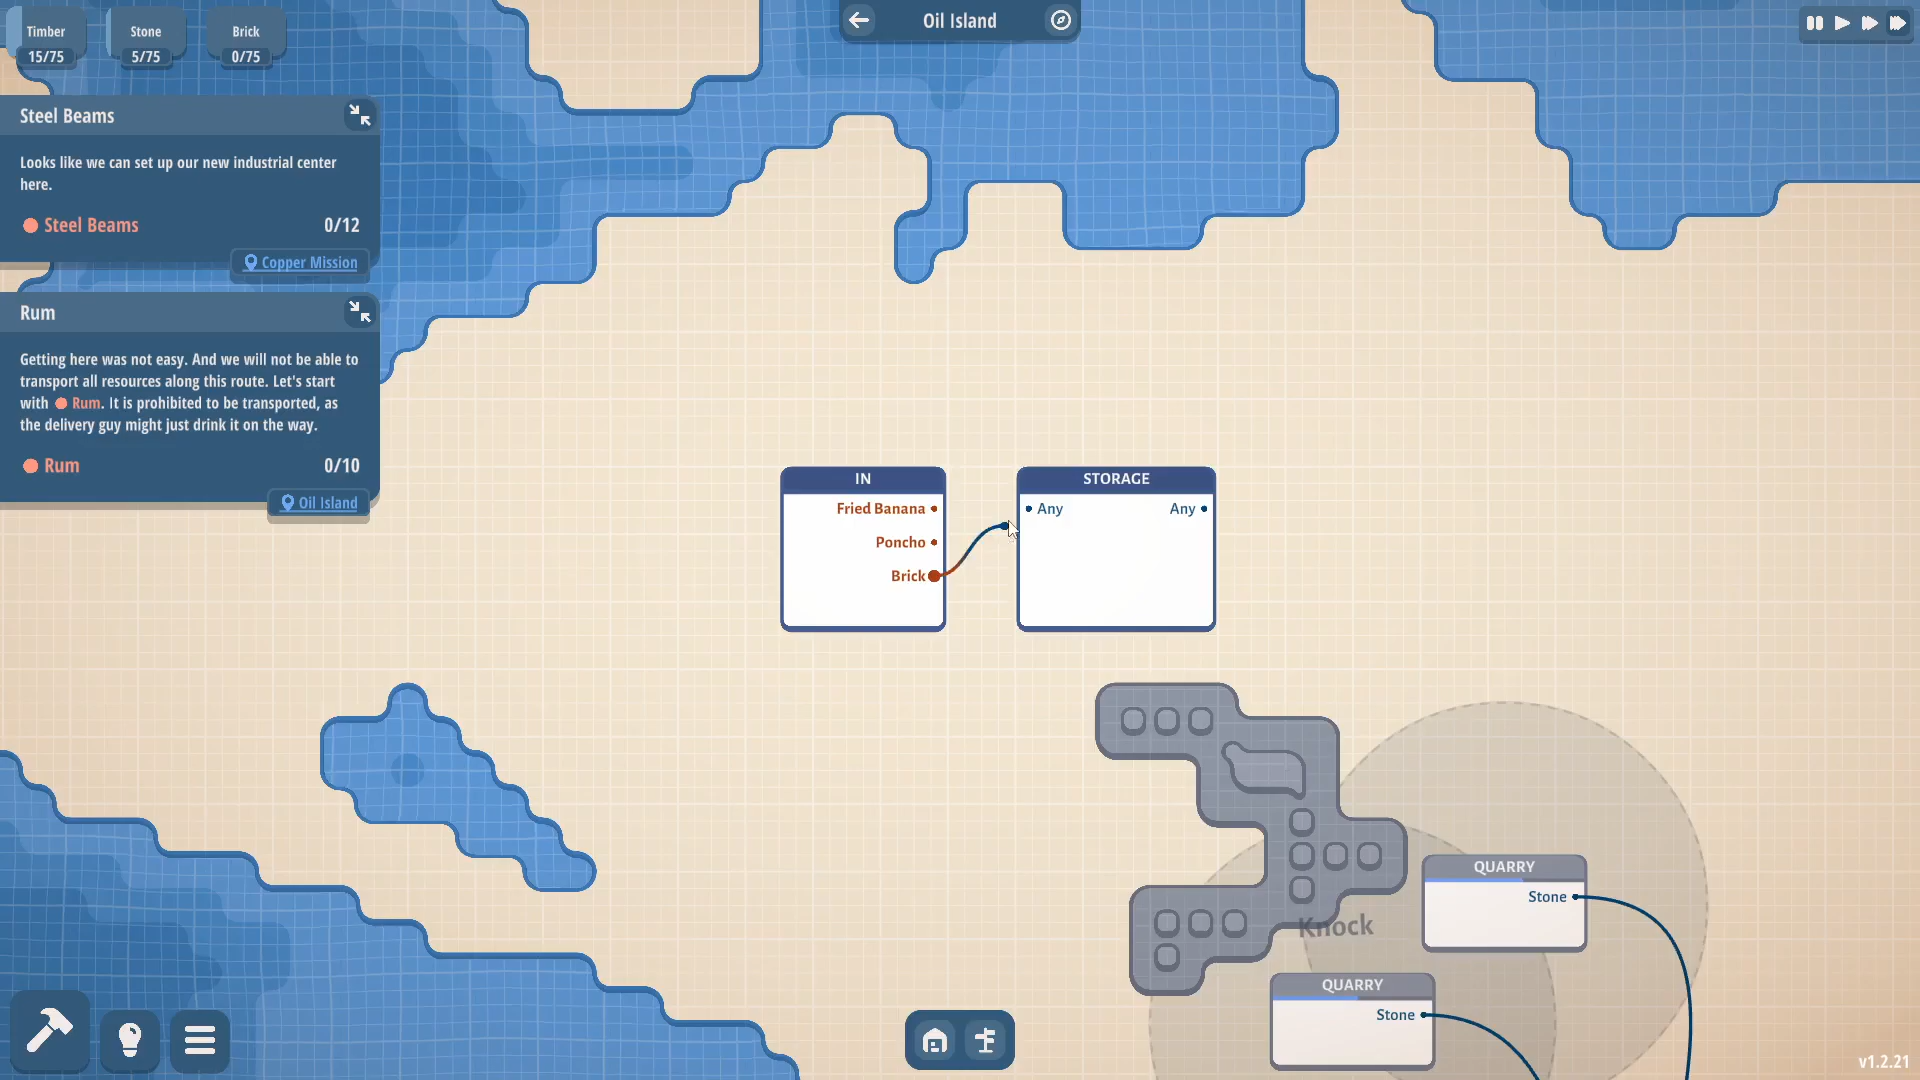 Timber
15/75
Stone
5/75
Brick
0/75
Oil Island
Steel Beams
Looks like we can set up our new industrial center
here.
Steel Beams 0/12
Copper Mission
Rum
Getting here was not easy. And we will not be able to
transport all resources along this route. Let's start
with Rum. It is prohibited to be transported, as
the delivery guy might just drink it on the way.
Rum 0/10
Oil Island
IN
Fried Banana
Poncho
Brick
STORAGE
Any Any
Knock
QUARRY
Stone
QUARRY
Stone
v1.2.21